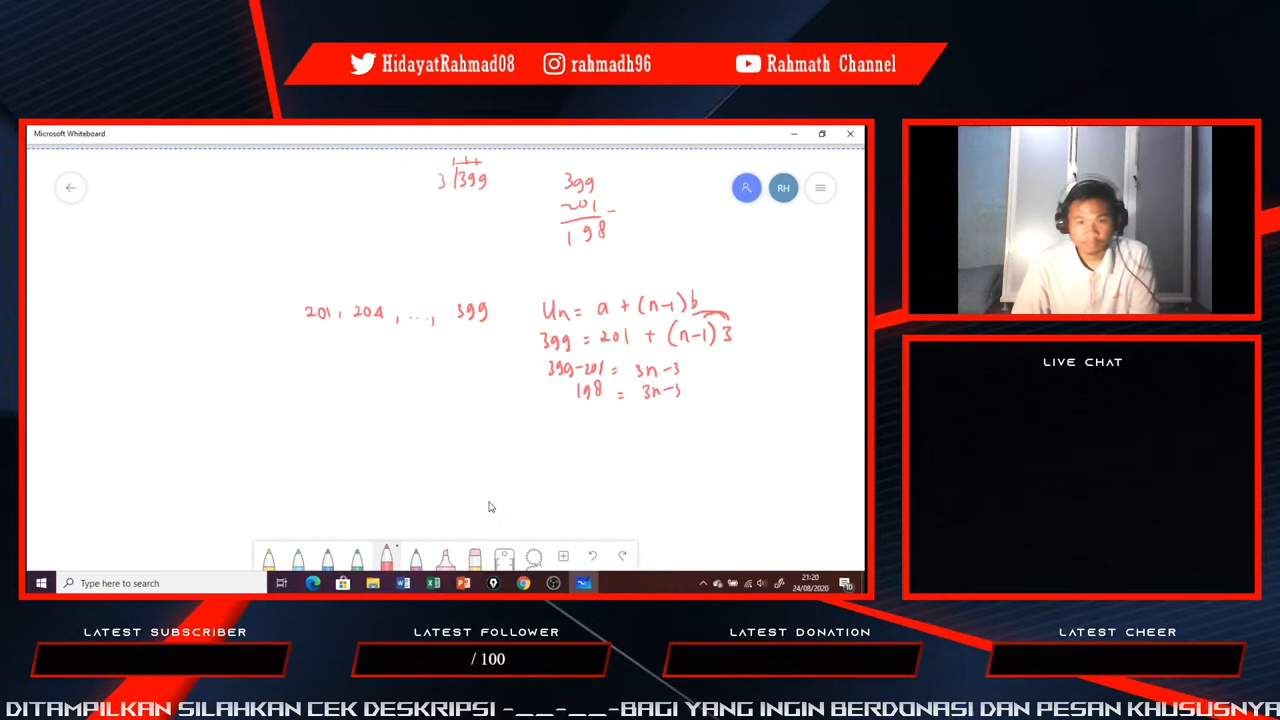 HidayatRahmad08 rahmadh96 Rahmath Channel
Microsoft Whiteboard
3 399
399
201 -
198
RH
201, 204, ..., 399
Un = a + (n-1)b
399 = 201 + (n-1)3
399-201 = 3n-3
198 = 3n-3
LIVE CHAT
Type here to search
21:20
24/08/2020
10
LATEST SUBSCRIBER
LATEST FOLLOWER
LATEST DONATION
LATEST CHEER
/ 100
DITAMPILKAN SILAHKAN CEK DESKRIPSI -__--__-BAGI YANG INGIN BERDONASI DAN PESAN KHUSUSNYA